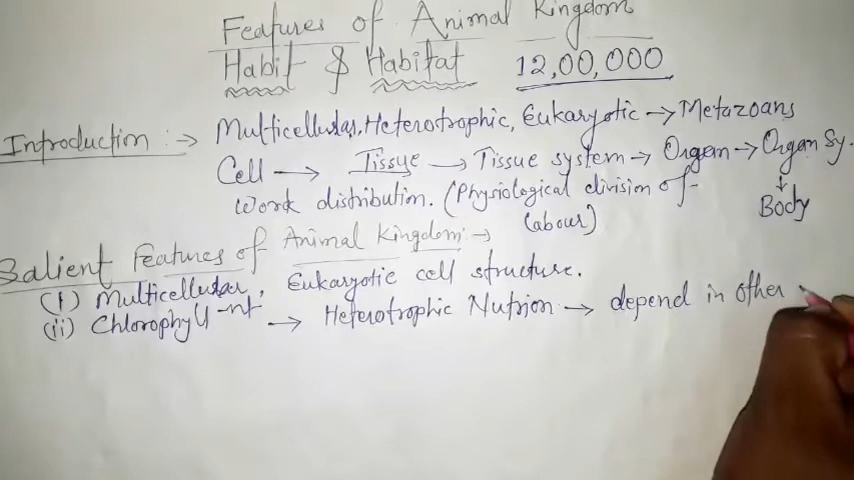 Features of Animal Kingdom
Habit & Habitat 12,00,000
Introduction :→ Multicellular, Heterotrophic, Eukaryotic → Metazoans
Cell → Tissue → Tissue system → Organ → Organ Sy.
↓
Work distribution. (Physiological division of labour) Body
Salient Features of Animal Kingdom :→
(i) Multicellular, Eukaryotic cell structure.
(ii) Chlorophyll -nt → Heterotrophic Nutrion → depend in other